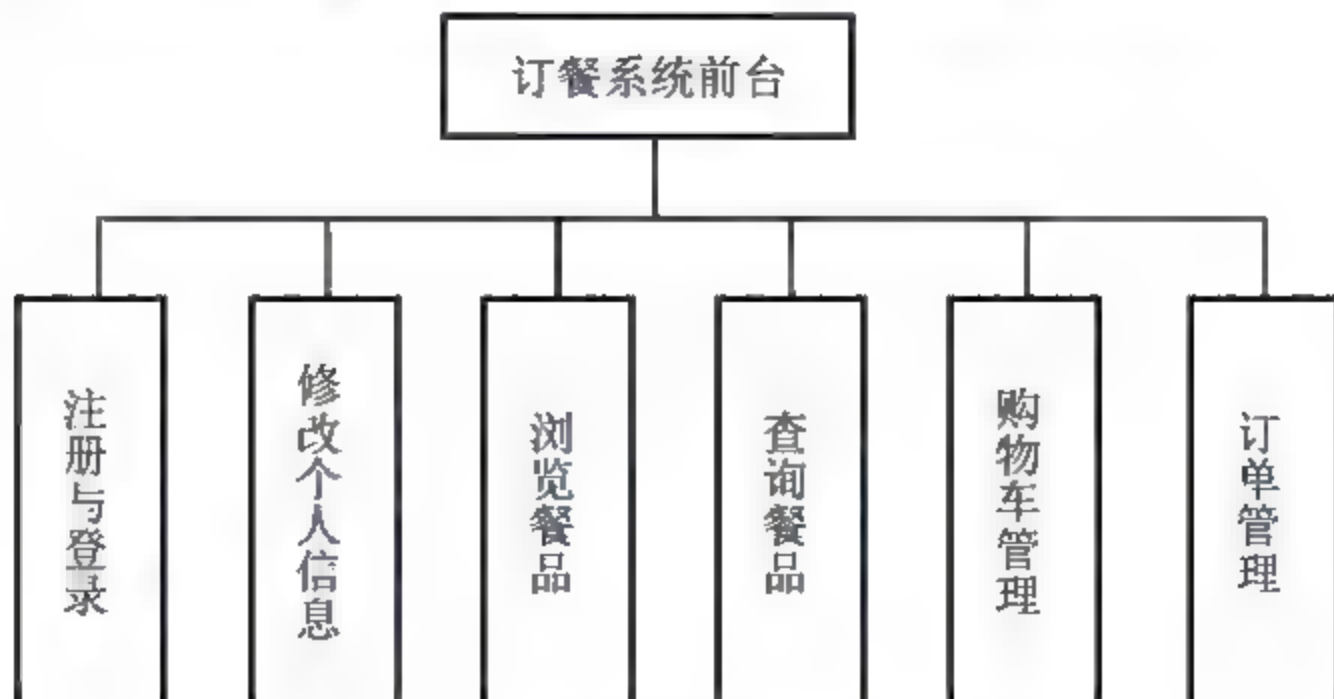 订餐系统前台
注册与登录
修改个人信息
浏览餐品
查询餐品
购物车管理
订单管理